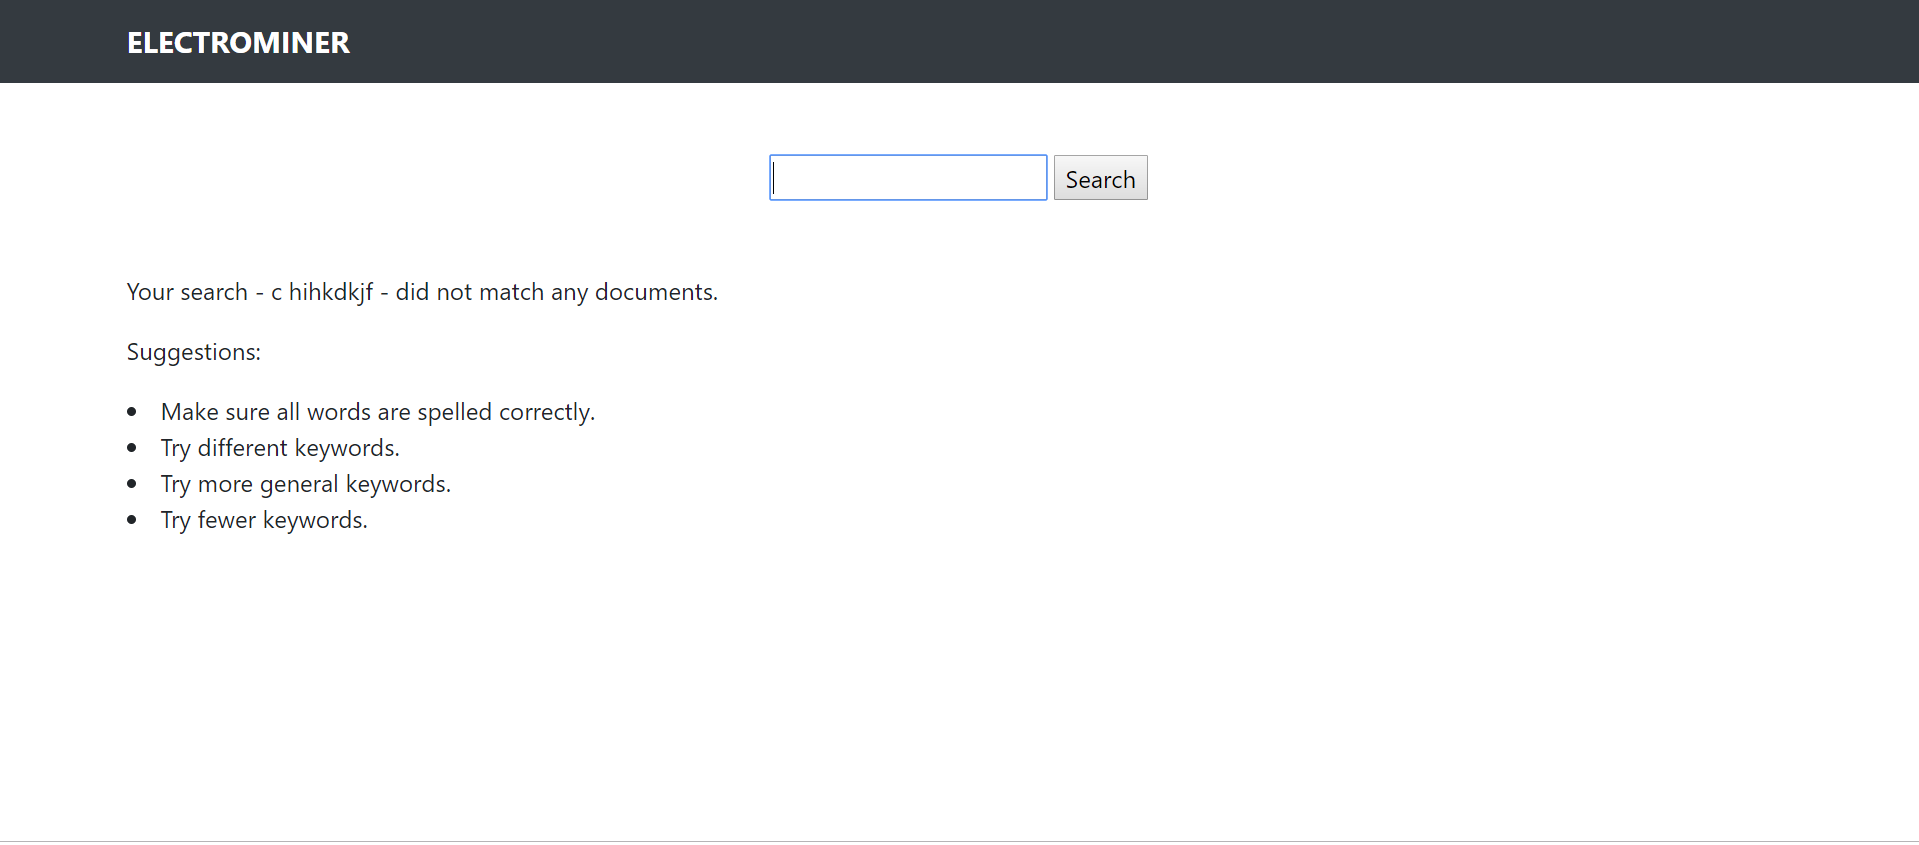 ELECTROMINER
Search
Your search - c hihkdkjf - did not match any documents.
Suggestions:
• Make sure all words are spelled correctly.
• Try different keywords.
• Try more general keywords.
• Try fewer keywords.